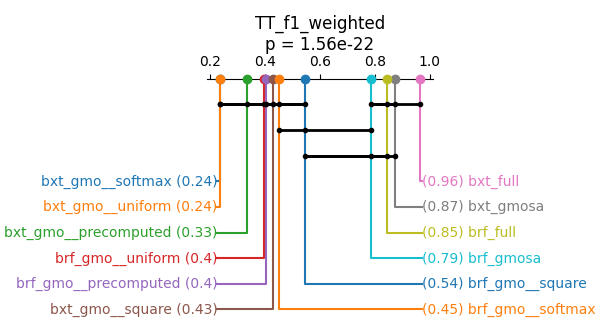 TT_f1_weighted
p = 1.56e-22
0.2 0.4 0.6 0.8 1.0
bxt_gmo__softmax (0.24) (0.96) bxt_full
bxt_gmo__uniform (0.24) (0.87) bxt_gmosa
bxt_gmo__precomputed (0.33) (0.85) brf_full
brf_gmo__uniform (0.4) (0.79) brf_gmosa
brf_gmo__precomputed (0.4) (0.54) brf_gmo__square
bxt_gmo__square (0.43) (0.45) brf_gmo__softmax